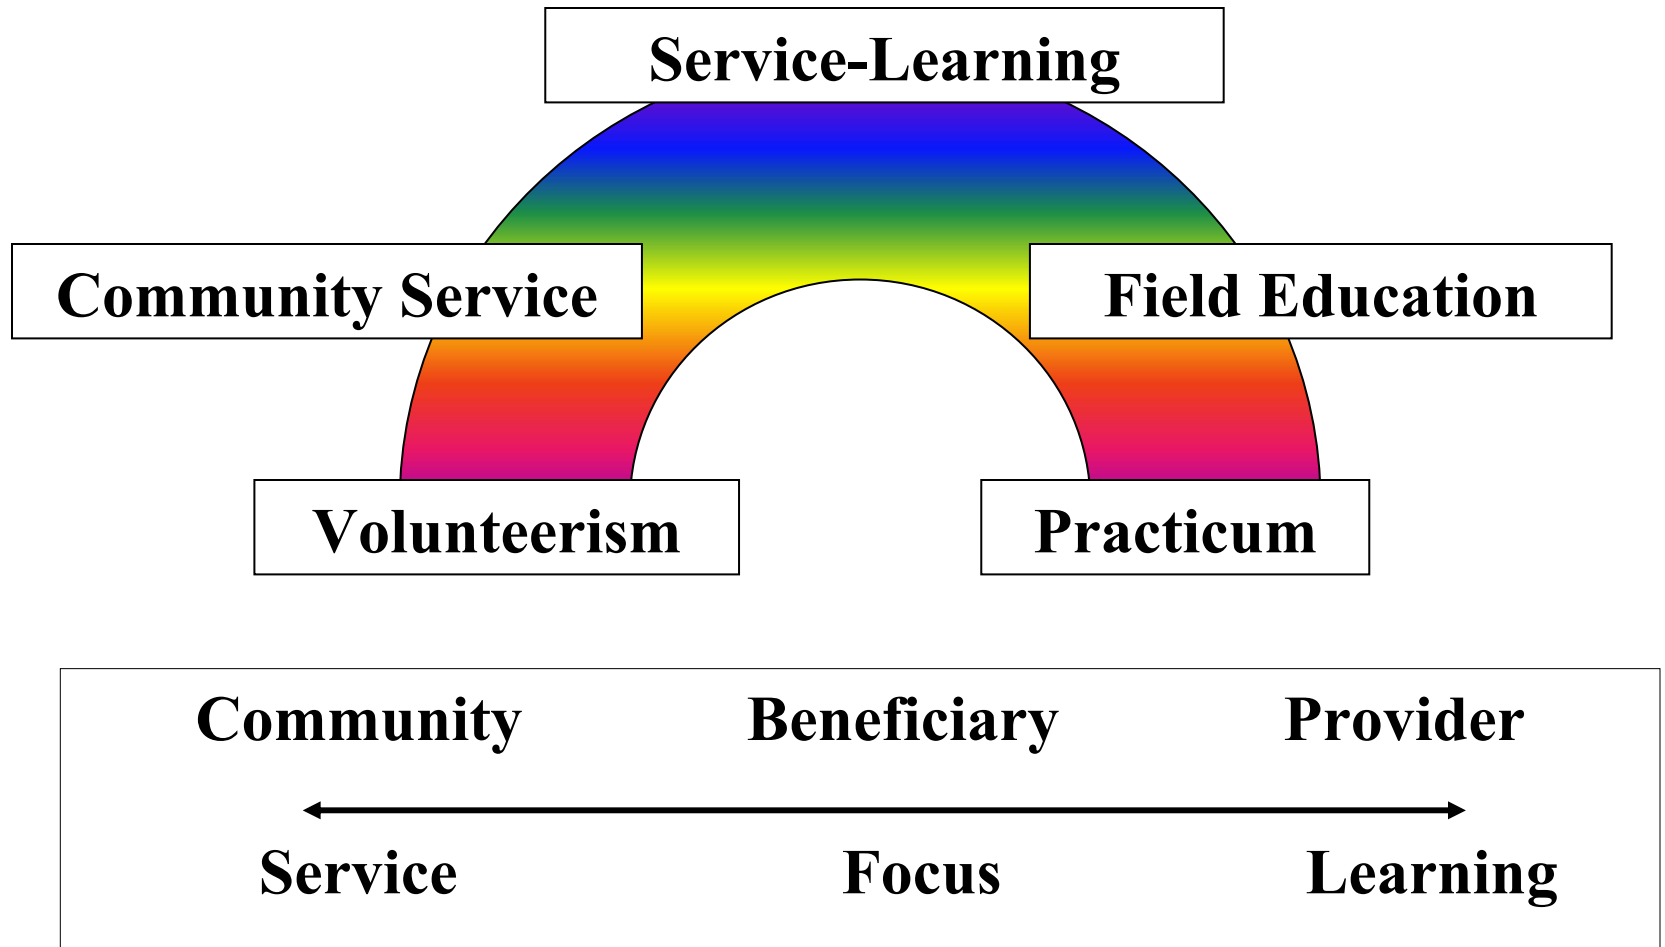 Service-Learning
Community Service
Field Education
Volunteerism
Practicum
Community Beneficiary Provider
Service Focus Learning